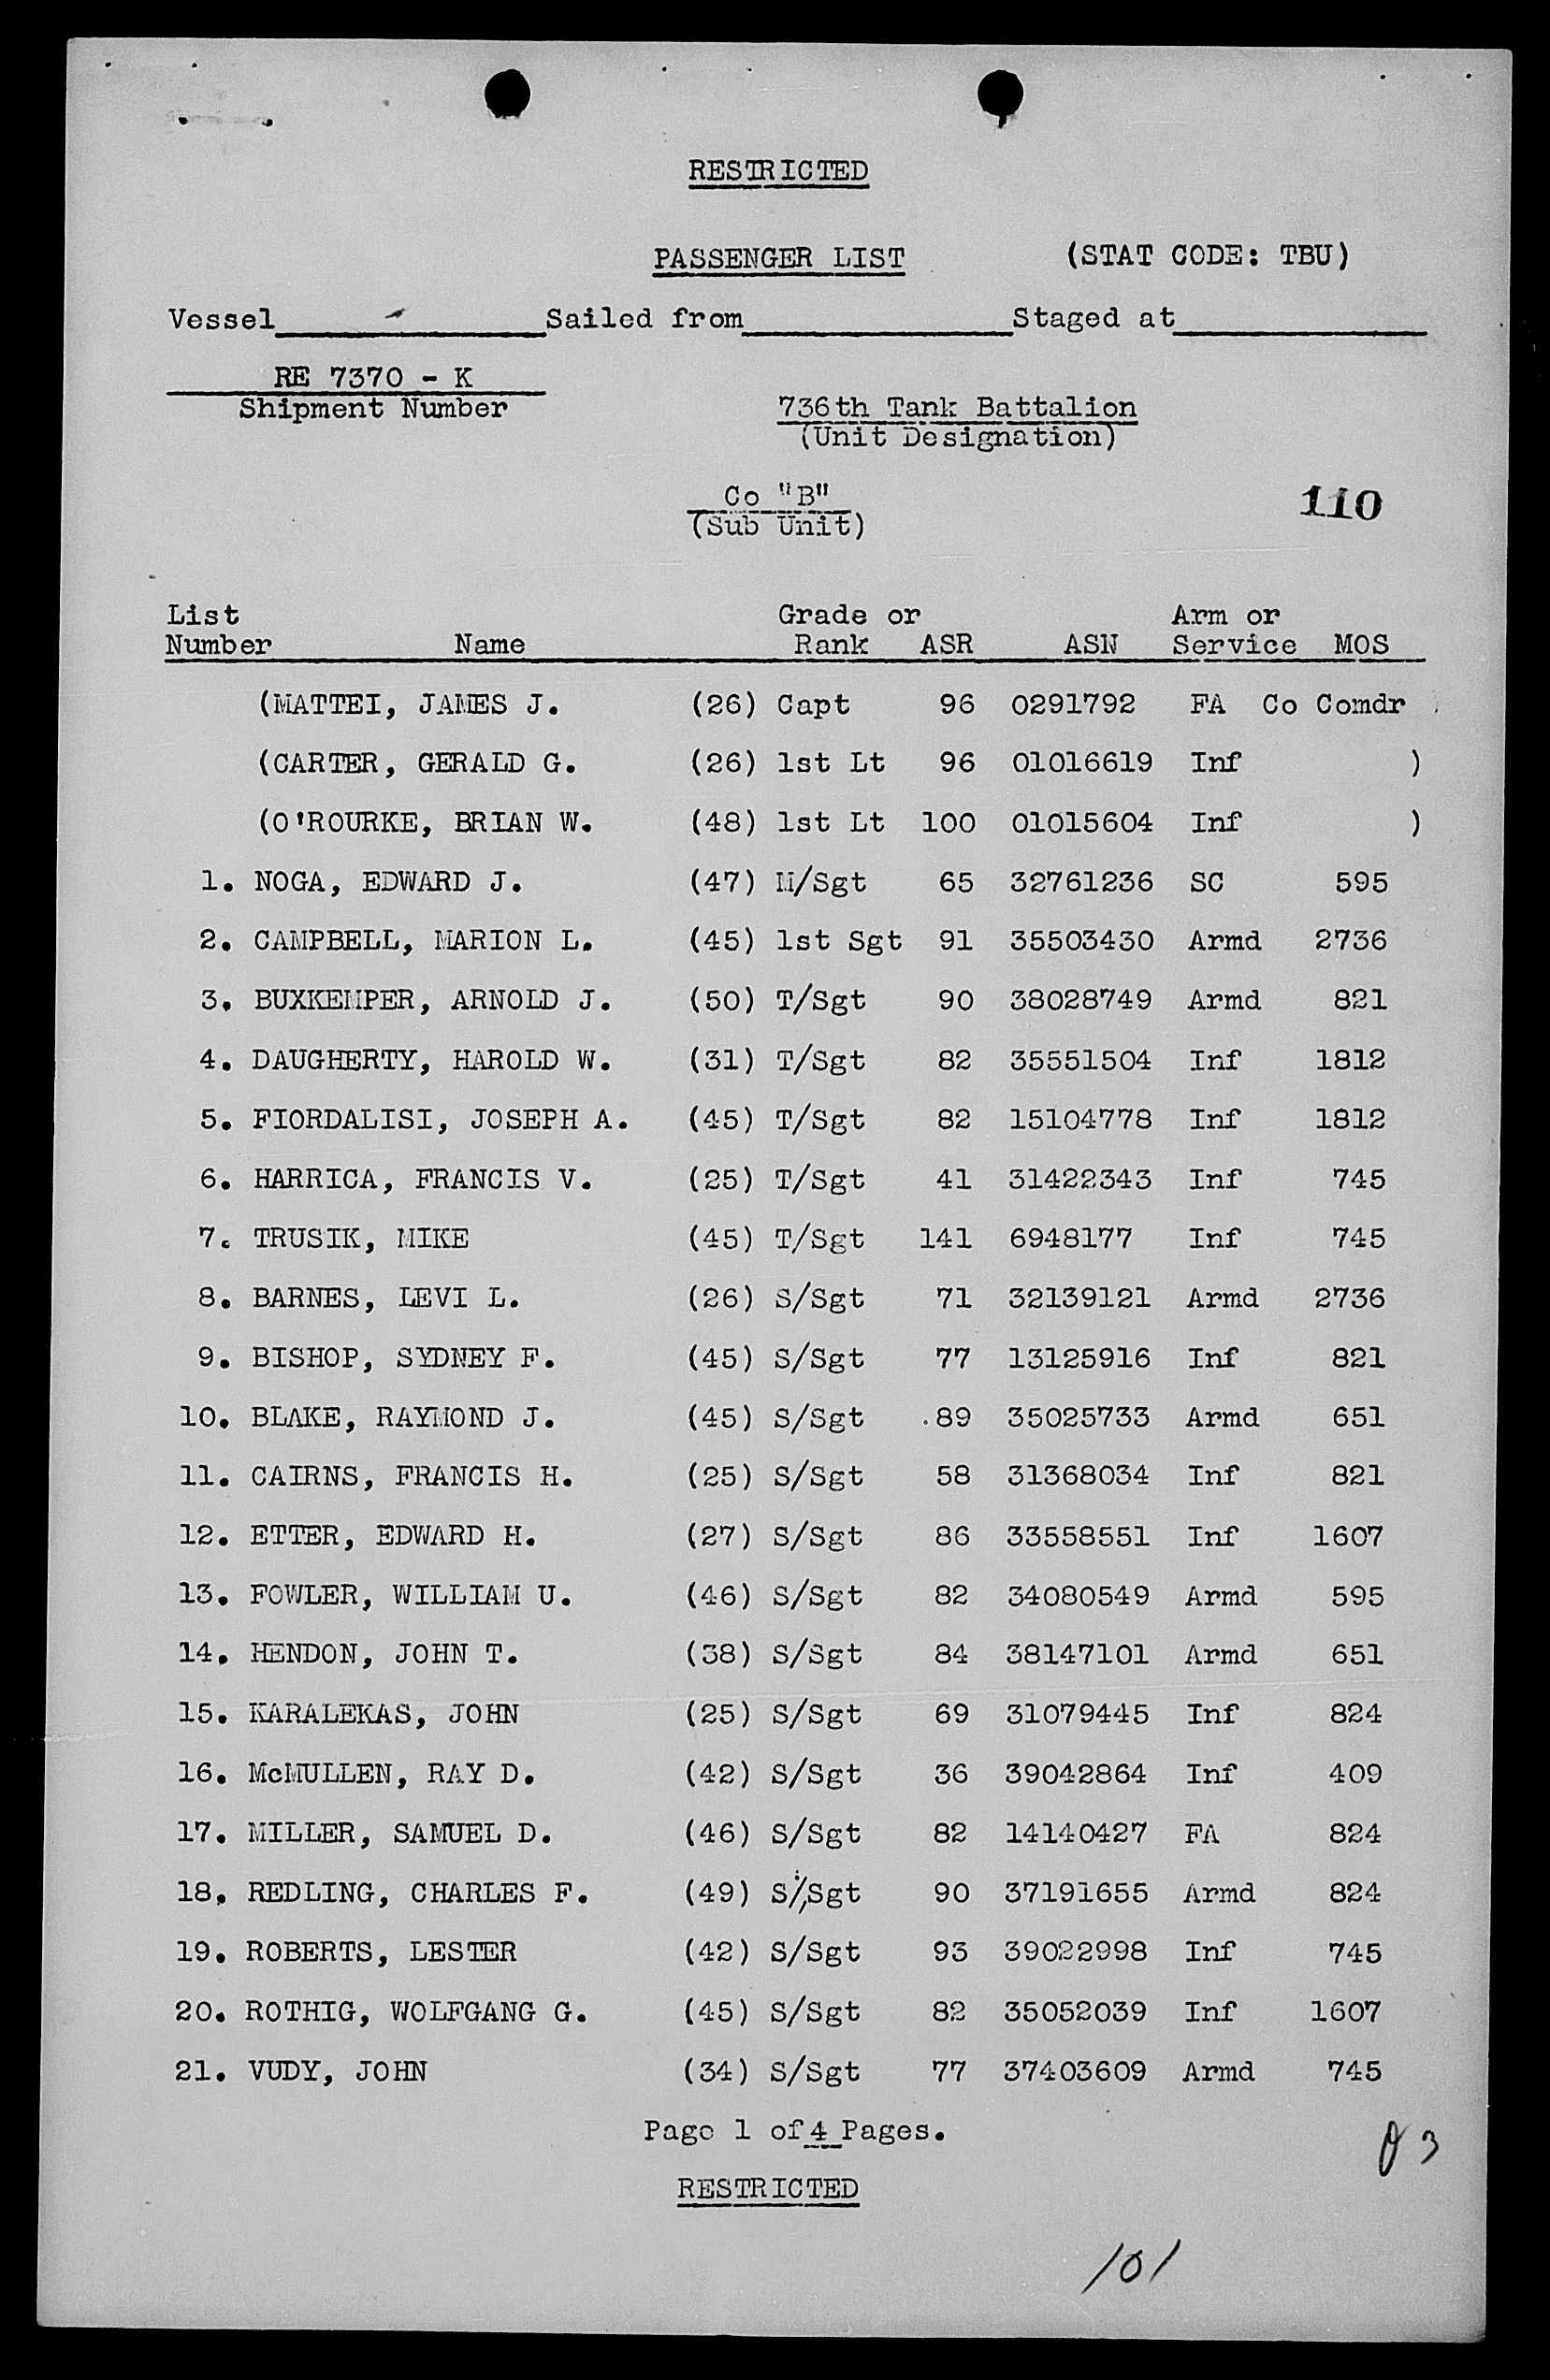 RESTRICTED
PASSENGER LIST (STAT CODE: TBU)
Vessel Sailed from Staged at
RE 7370 - K
Shipment Number
736th Tank Battalion
(Unit Designation)
Co "B"
(Sub Unit)
110
List Grade or Arm or
Number Name Rank ASR ASN Service MOS
(MATTEI, JAMES J. (26) Capt 96 0291792 FA Co Comdr
(CARTER, GERALD G. (26) 1st Lt 96 01016619 Inf )
(O'ROURKE, BRIAN W. (48) 1st Lt 100 01015604 Inf )
1. NOGA, EDWARD J. (47) M/Sgt 65 32761236 SC 595
2. CAMPBELL, MARION L. (45) 1st Sgt 91 35503430 Armd 2736
3. BUXKEMPER, ARNOLD J. (50) T/Sgt 90 38028749 Armd 821
4. DAUGHERTY, HAROLD W. (31) T/Sgt 82 35551504 Inf 1812
5. FIORDALISI, JOSEPH A. (45) T/Sgt 82 15104778 Inf 1812
6. HARRICA, FRANCIS V. (25) T/Sgt 41 31422343 Inf 745
7. TRUSIK, MIKE (45) T/Sgt 141 6948177 Inf 745
8. BARNES, LEVI L. (26) S/Sgt 71 32139121 Armd 2736
9. BISHOP, SYDNEY F. (45) S/Sgt 77 13125916 Inf 821
10. BLAKE, RAYMOND J. (45) S/Sgt 89 35025733 Armd 651
11. CAIRNS, FRANCIS H. (25) S/Sgt 58 31368034 Inf 821
12. ETTER, EDWARD H. (27) S/Sgt 86 33558551 Inf 1607
13. FOWLER, WILLIAM U. (46) S/Sgt 82 34080549 Armd 595
14. HENDON, JOHN T. (38) S/Sgt 84 38147101 Armd 651
15. KARALEKAS, JOHN (25) S/Sgt 69 31079445 Inf 824
16. McMULLEN, RAY D. (42) S/Sgt 36 39042864 Inf 409
17. MILLER, SAMUEL D. (46) S/Sgt 82 14140427 FA 824
18. REDLING, CHARLES F. (49) S/Sgt 90 37191655 Armd 824
19. ROBERTS, LESTER (42) S/Sgt 93 39022998 Inf 745
20. ROTHIG, WOLFGANG G. (45) S/Sgt 82 35052039 Inf 1607
21. VUDY, JOHN (34) S/Sgt 77 37403609 Armd 745
Page 1 of 4 Pages.
3
RESTRICTED
101